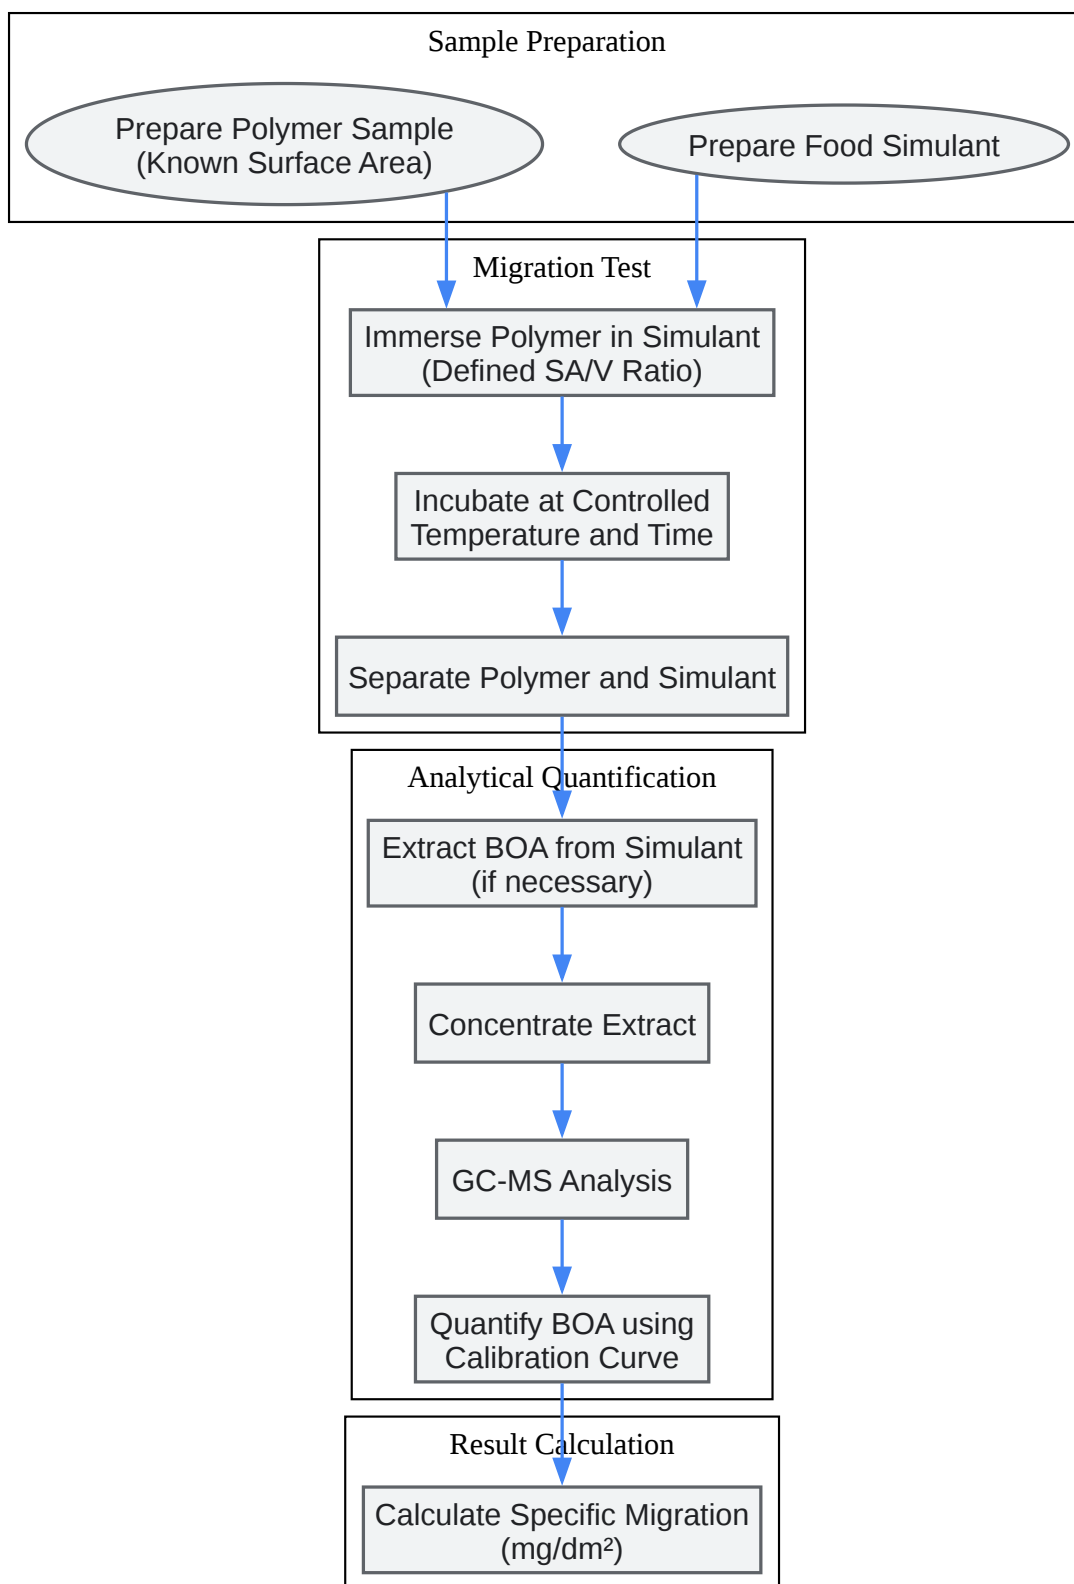 Sample Preparation
Prepare Polymer Sample
(Known Surface Area)
Prepare Food Simulant
Migration Test
Immerse Polymer in Simulant
(Defined SA/V Ratio)
Incubate at Controlled
Temperature and Time
Separate Polymer and Simulant
Analytical Quantification
Extract BOA from Simulant
(if necessary)
Concentrate Extract
GC-MS Analysis
Quantify BOA using
Calibration Curve
Result Calculation
Calculate Specific Migration
(mg/dm²)